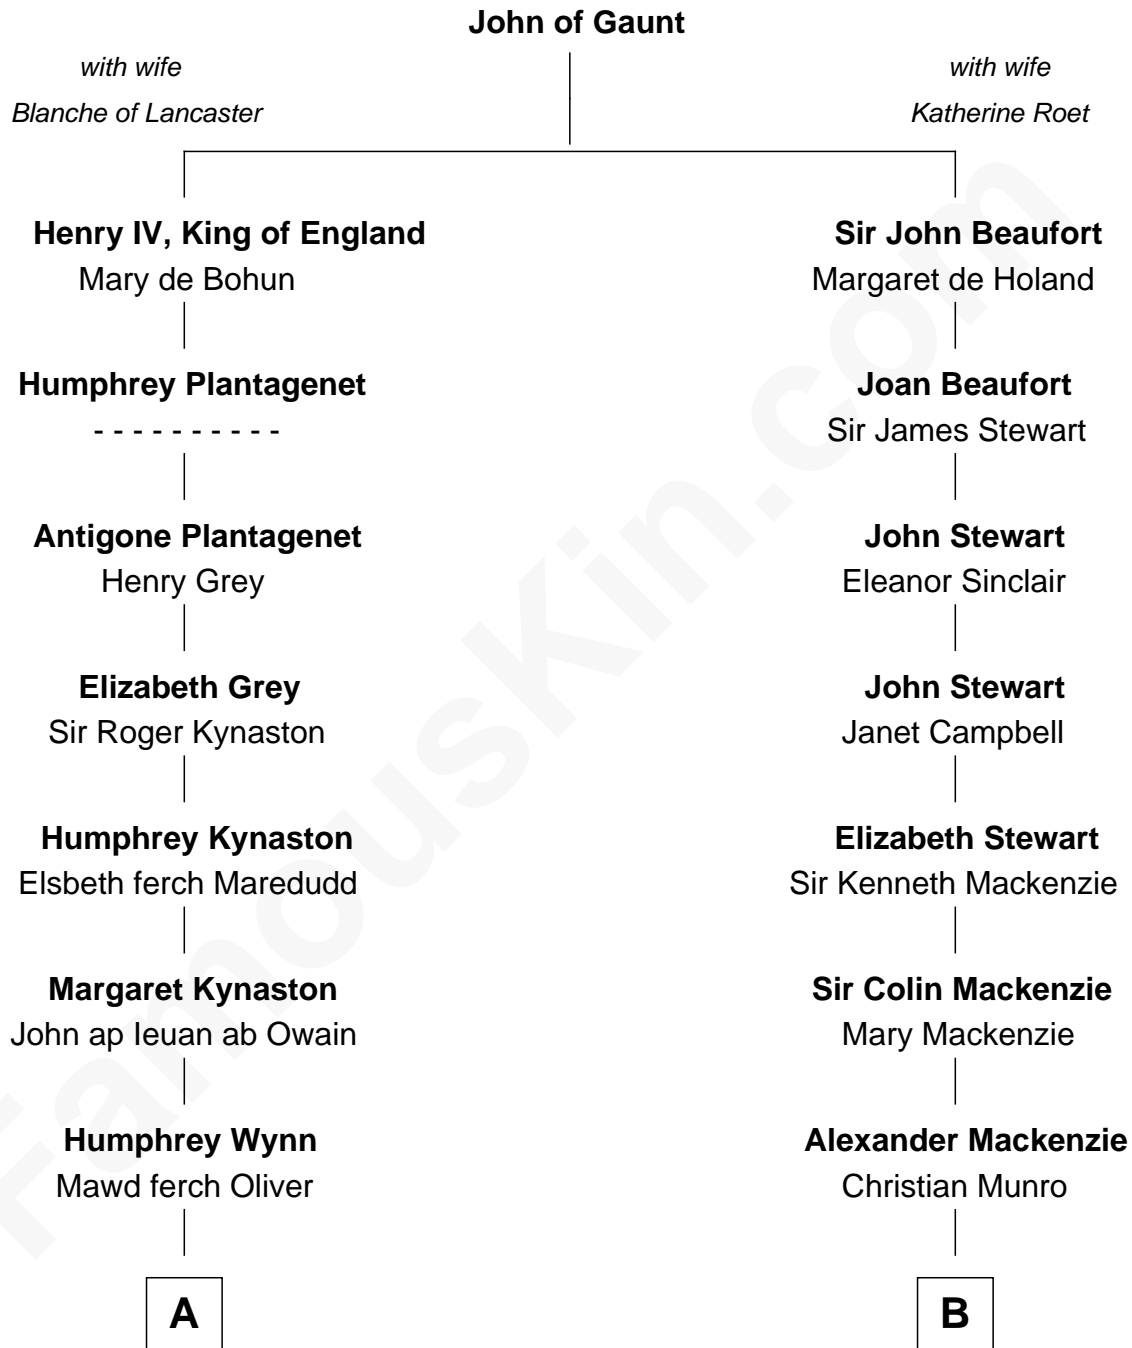 John of Gaunt
with wife
Blanche of Lancaster
with wife
Katherine Roet
Henry IV, King of England
Mary de Bohun
Sir John Beaufort
Margaret de Holand
Humphrey Plantagenet
- - - - - - - - - -
Joan Beaufort
Sir James Stewart
Antigone Plantagenet
Henry Grey
John Stewart
Eleanor Sinclair
Elizabeth Grey
Sir Roger Kynaston
John Stewart
Janet Campbell
Humphrey Kynaston
Elsbeth ferch Maredudd
Elizabeth Stewart
Sir Kenneth Mackenzie
Margaret Kynaston
John ap Ieuan ab Owain
Sir Colin Mackenzie
Mary Mackenzie
Humphrey Wynn
Mawd ferch Oliver
Alexander Mackenzie
Christian Munro
A
B
FamousKin.com